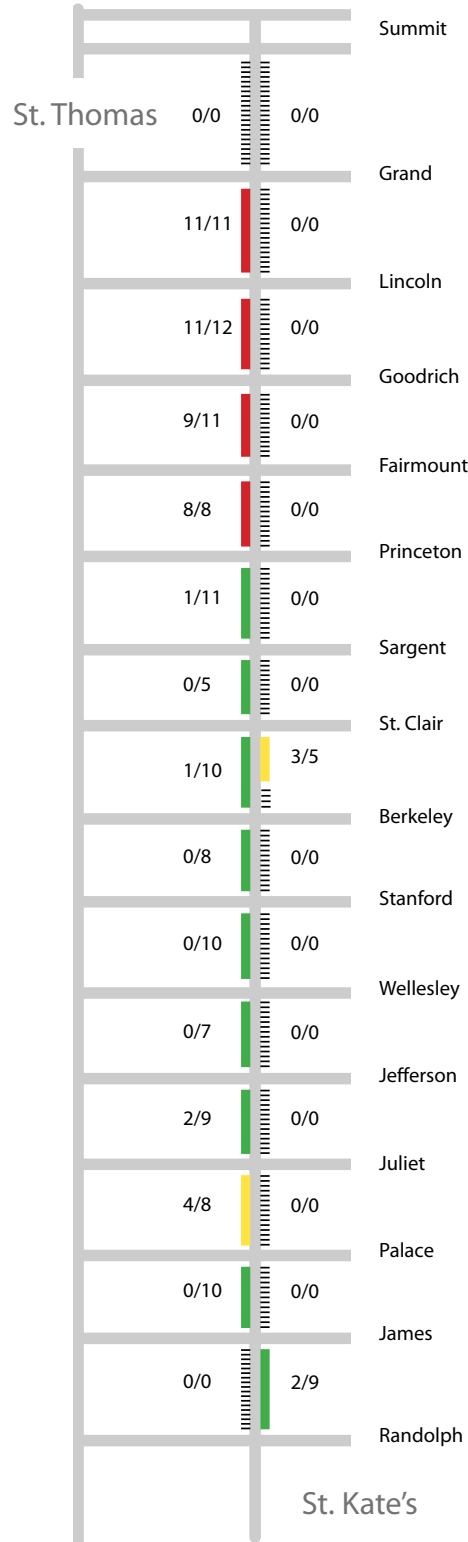 Summit
St. Thomas 0/0 0/0
Grand
11/11 0/0
Lincoln
11/12 0/0
Goodrich
9/11 0/0
Fairmount
8/8 0/0
Princeton
1/11 0/0
Sargent
0/5 0/0
St. Clair
1/10 3/5
Berkeley
0/8 0/0
Stanford
0/10 0/0
Wellesley
0/7 0/0
Jefferson
2/9 0/0
Juliet
4/8 0/0
Palace
0/10 0/0
James
0/0 2/9
Randolph
St. Kate's